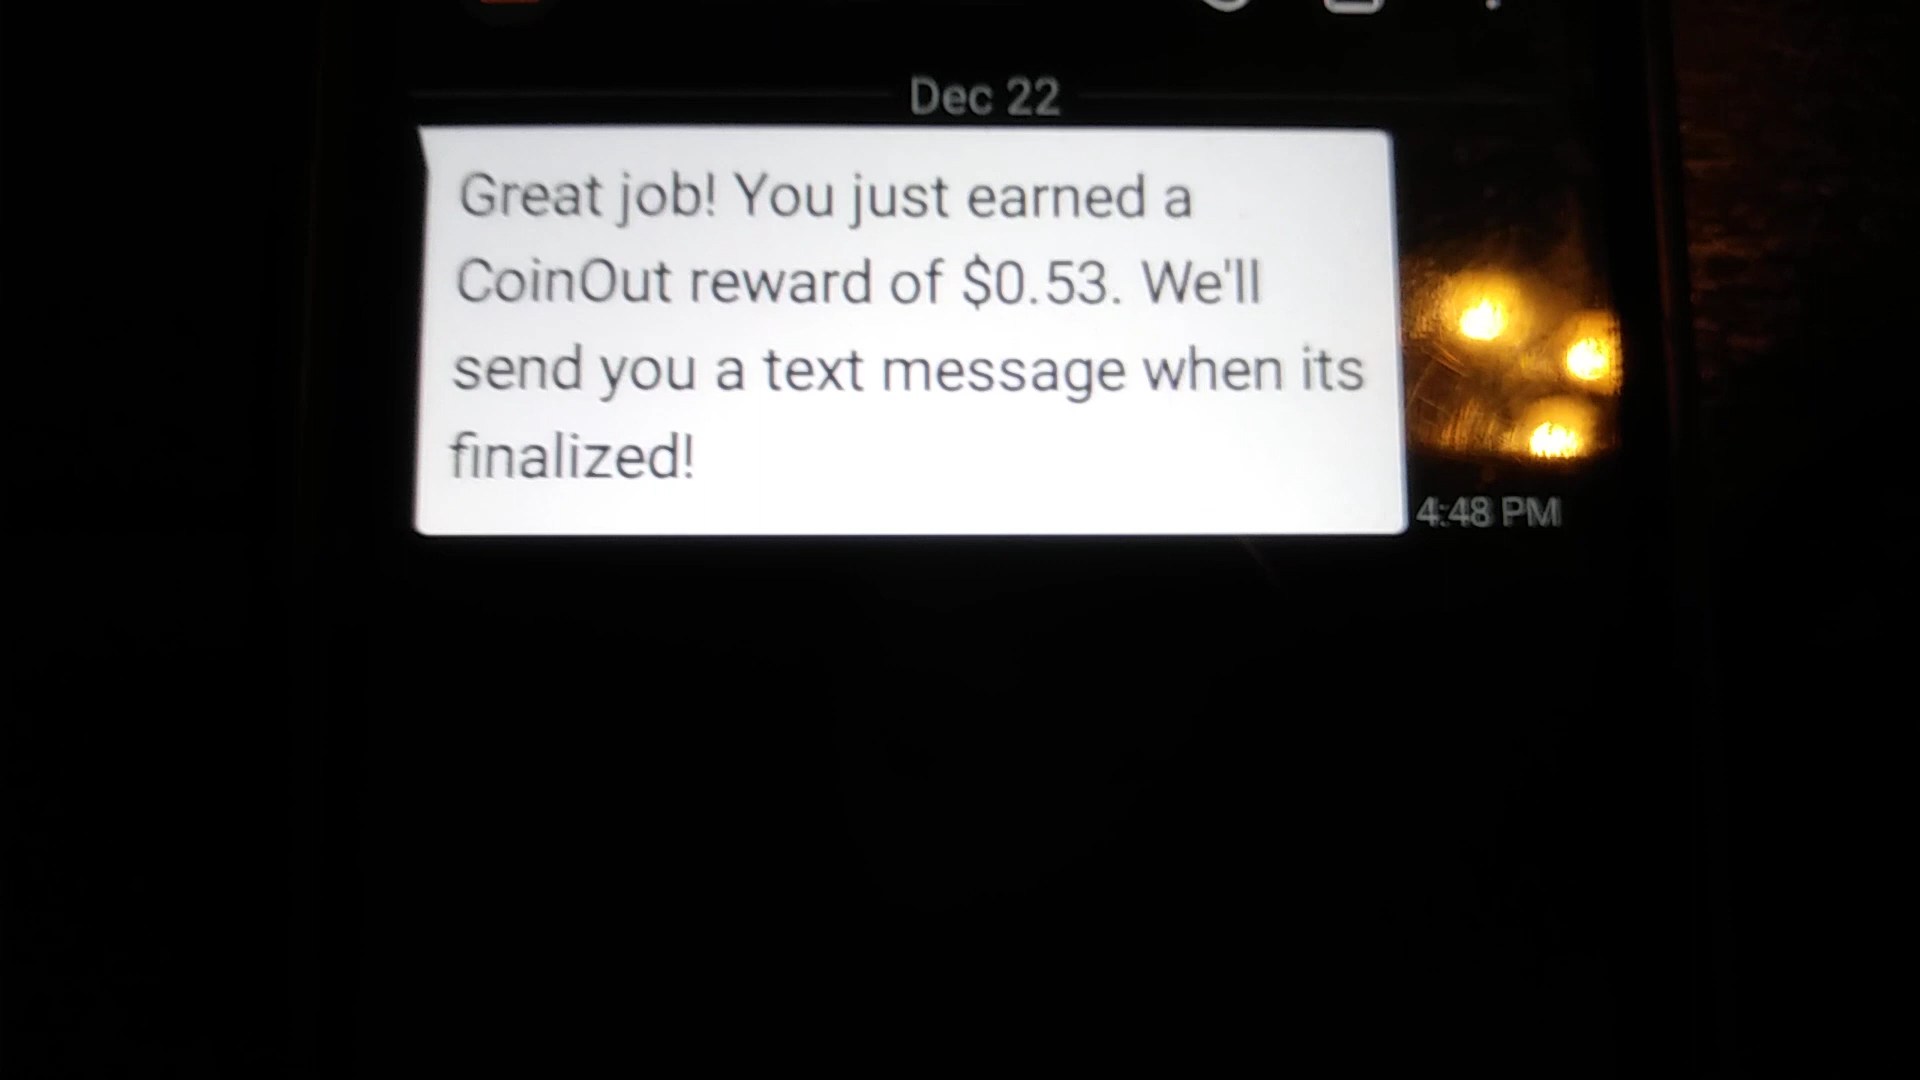 Dec 22
Great job! You just earned a
CoinOut reward of $0.53. We'll
send you a text message when its
finalized!
4:48 PM